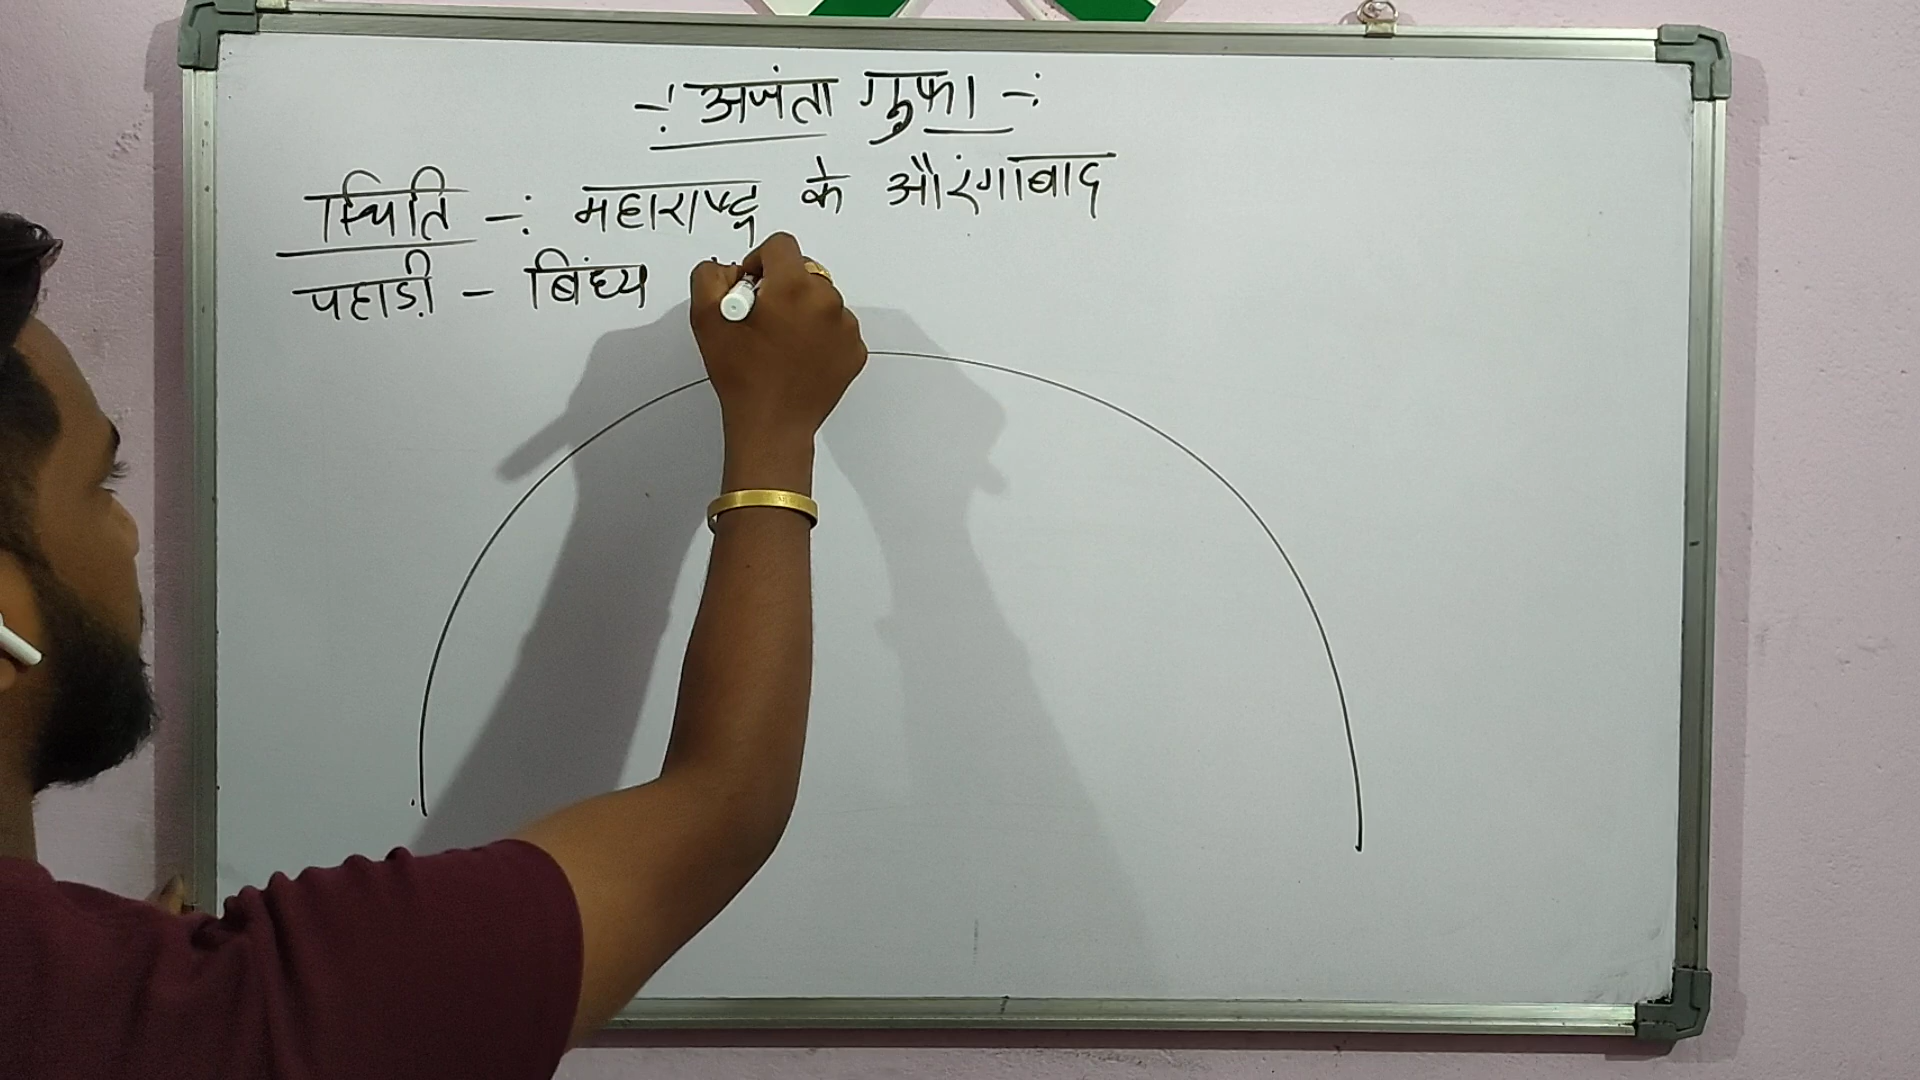 -: अजंता गुफा -:
स्थिति -: महाराष्ट्र के औरंगाबाद
पहाडी़ - बिंध्य